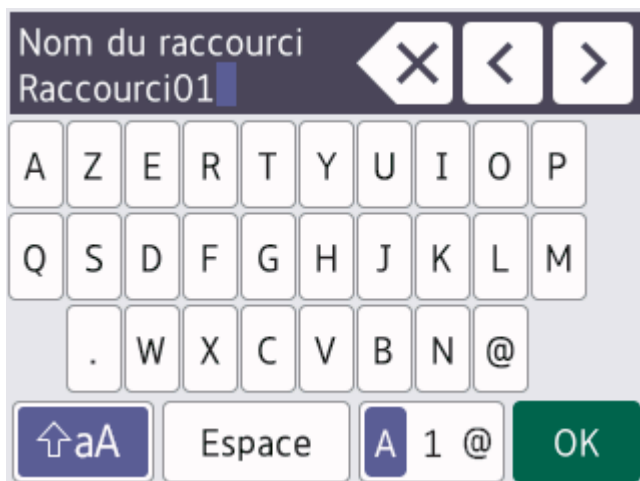 Nom du raccourci
Raccourci01
A Z E R T Y U I O P
Q S D F G H J K L M
. W X C V B N @
aA Espace A 1 @ OK